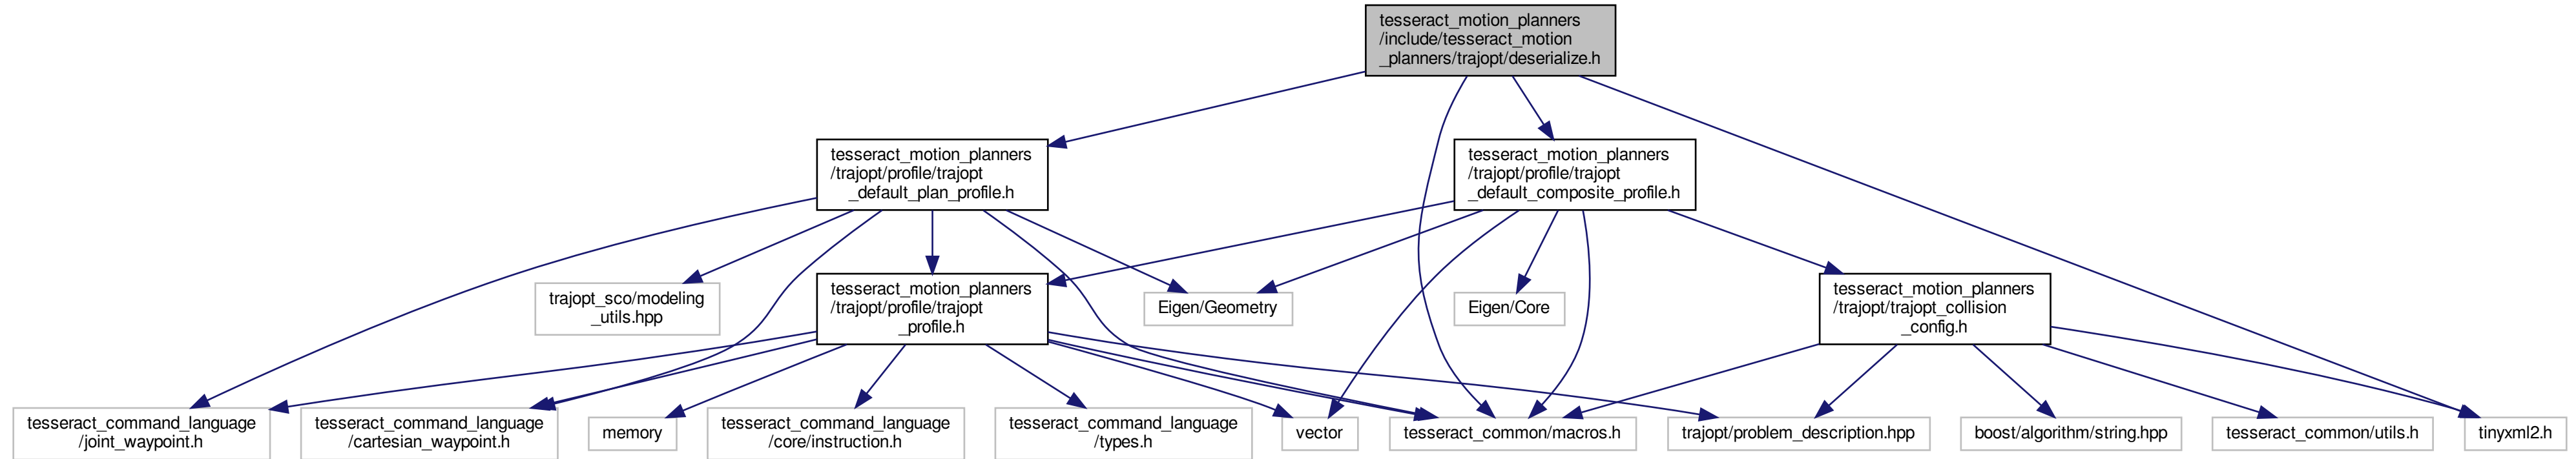 tesseract_motion_planners
/include/tesseract_motion
_planners/trajopt/deserialize.h
tesseract_motion_planners
/trajopt/profile/trajopt
_default_plan_profile.h
tesseract_motion_planners
/trajopt/profile/trajopt
_default_composite_profile.h
trajopt_sco/modeling
_utils.hpp
tesseract_motion_planners
/trajopt/profile/trajopt
_profile.h
Eigen/Geometry
Eigen/Core
tesseract_motion_planners
/trajopt/trajopt_collision
_config.h
tesseract_command_language
/joint_waypoint.h
tesseract_command_language
/cartesian_waypoint.h
memory
tesseract_command_language
/core/instruction.h
tesseract_command_language
/types.h
vector
tesseract_common/macros.h
trajopt/problem_description.hpp
boost/algorithm/string.hpp
tesseract_common/utils.h
tinyxml2.h